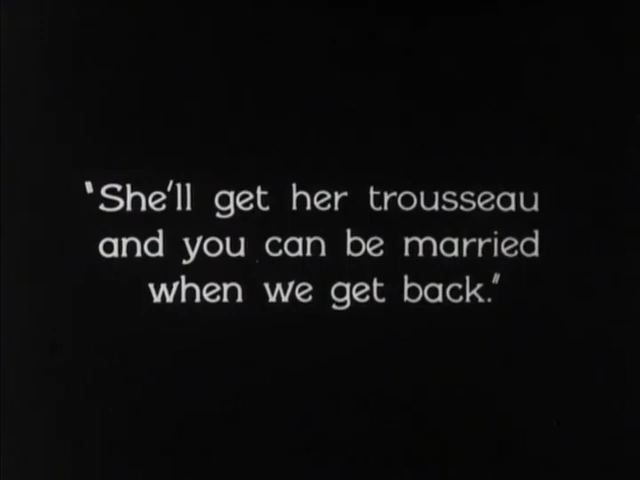 "She'll get her trousseau
and you can be married
when we get back."